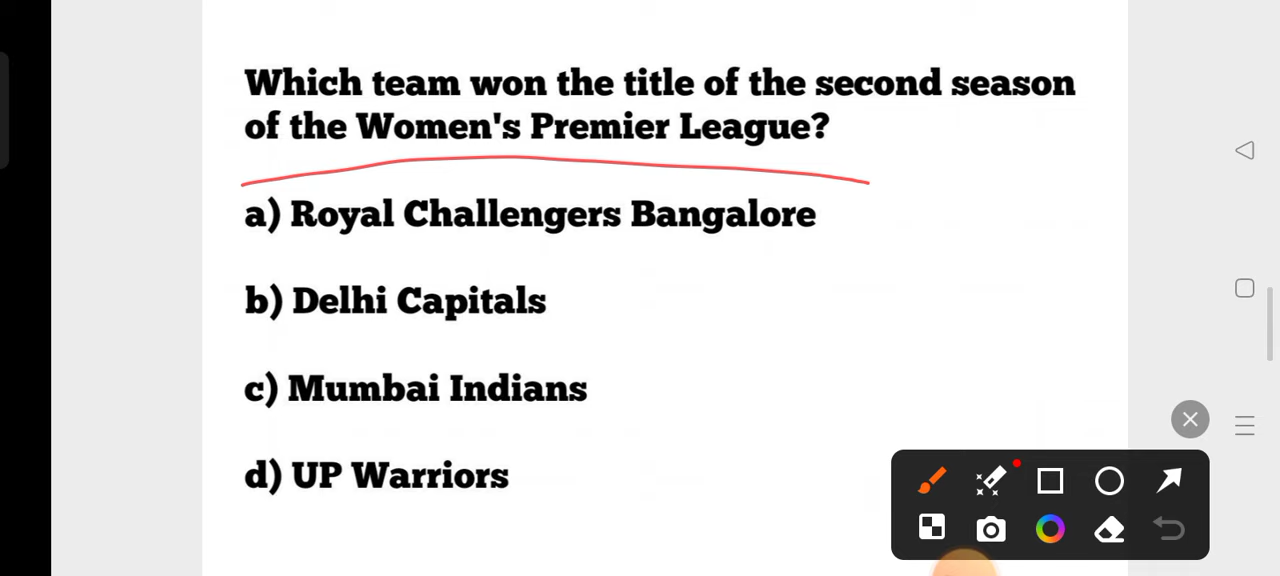 Which team won the title of the second season
of the Women's Premier League?
a) Royal Challengers Bangalore
b) Delhi Capitals
c) Mumbai Indians
d) UP Warriors